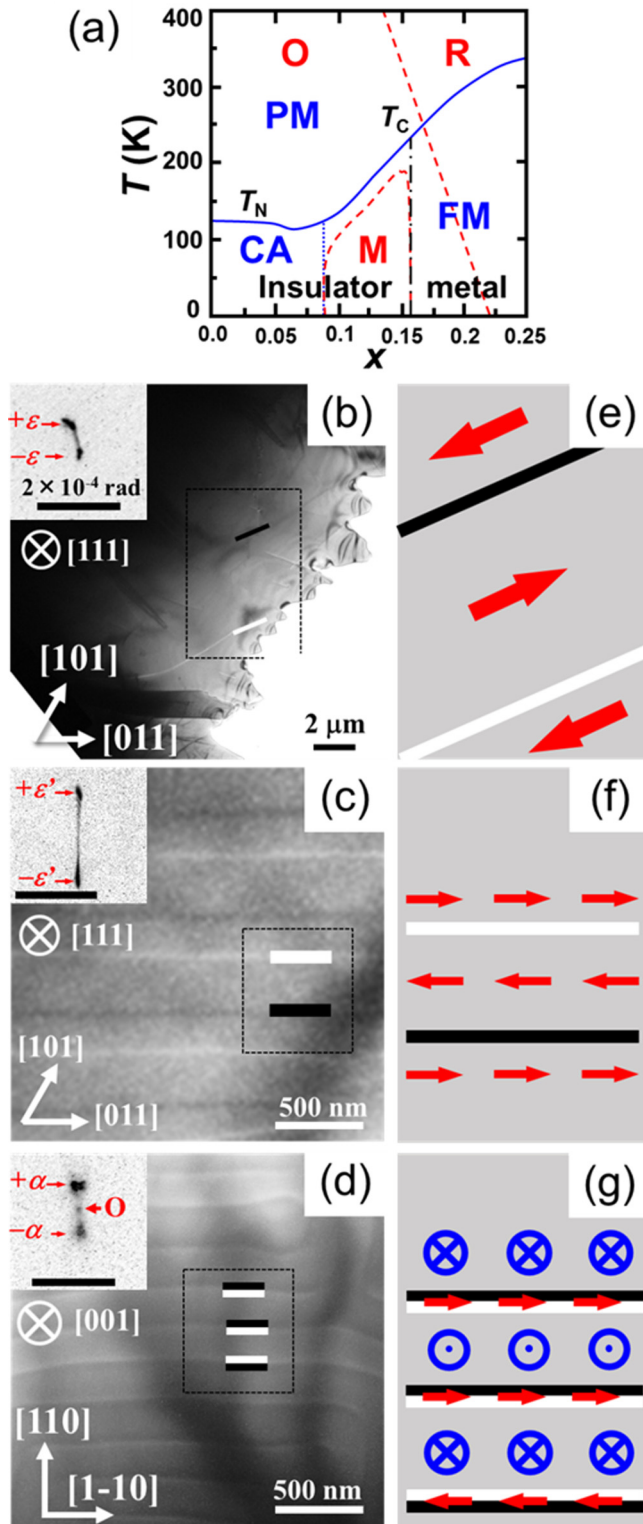 (a)
400
300
200
100
0
T (K)
O
R
PM
T_C
T_N
FM
CA
M
Insulator
metal
0.0
0.05
0.10
0.15
0.20
0.25
x
(b)
+ε
−ε
2 × 10⁻⁴ rad
[111]
[101]
[011]
2 μm
(e)
(c)
+ε'
−ε'
[111]
[101]
[011]
500 nm
(f)
(d)
+α
O
−α
[001]
[110]
[1-10]
500 nm
(g)